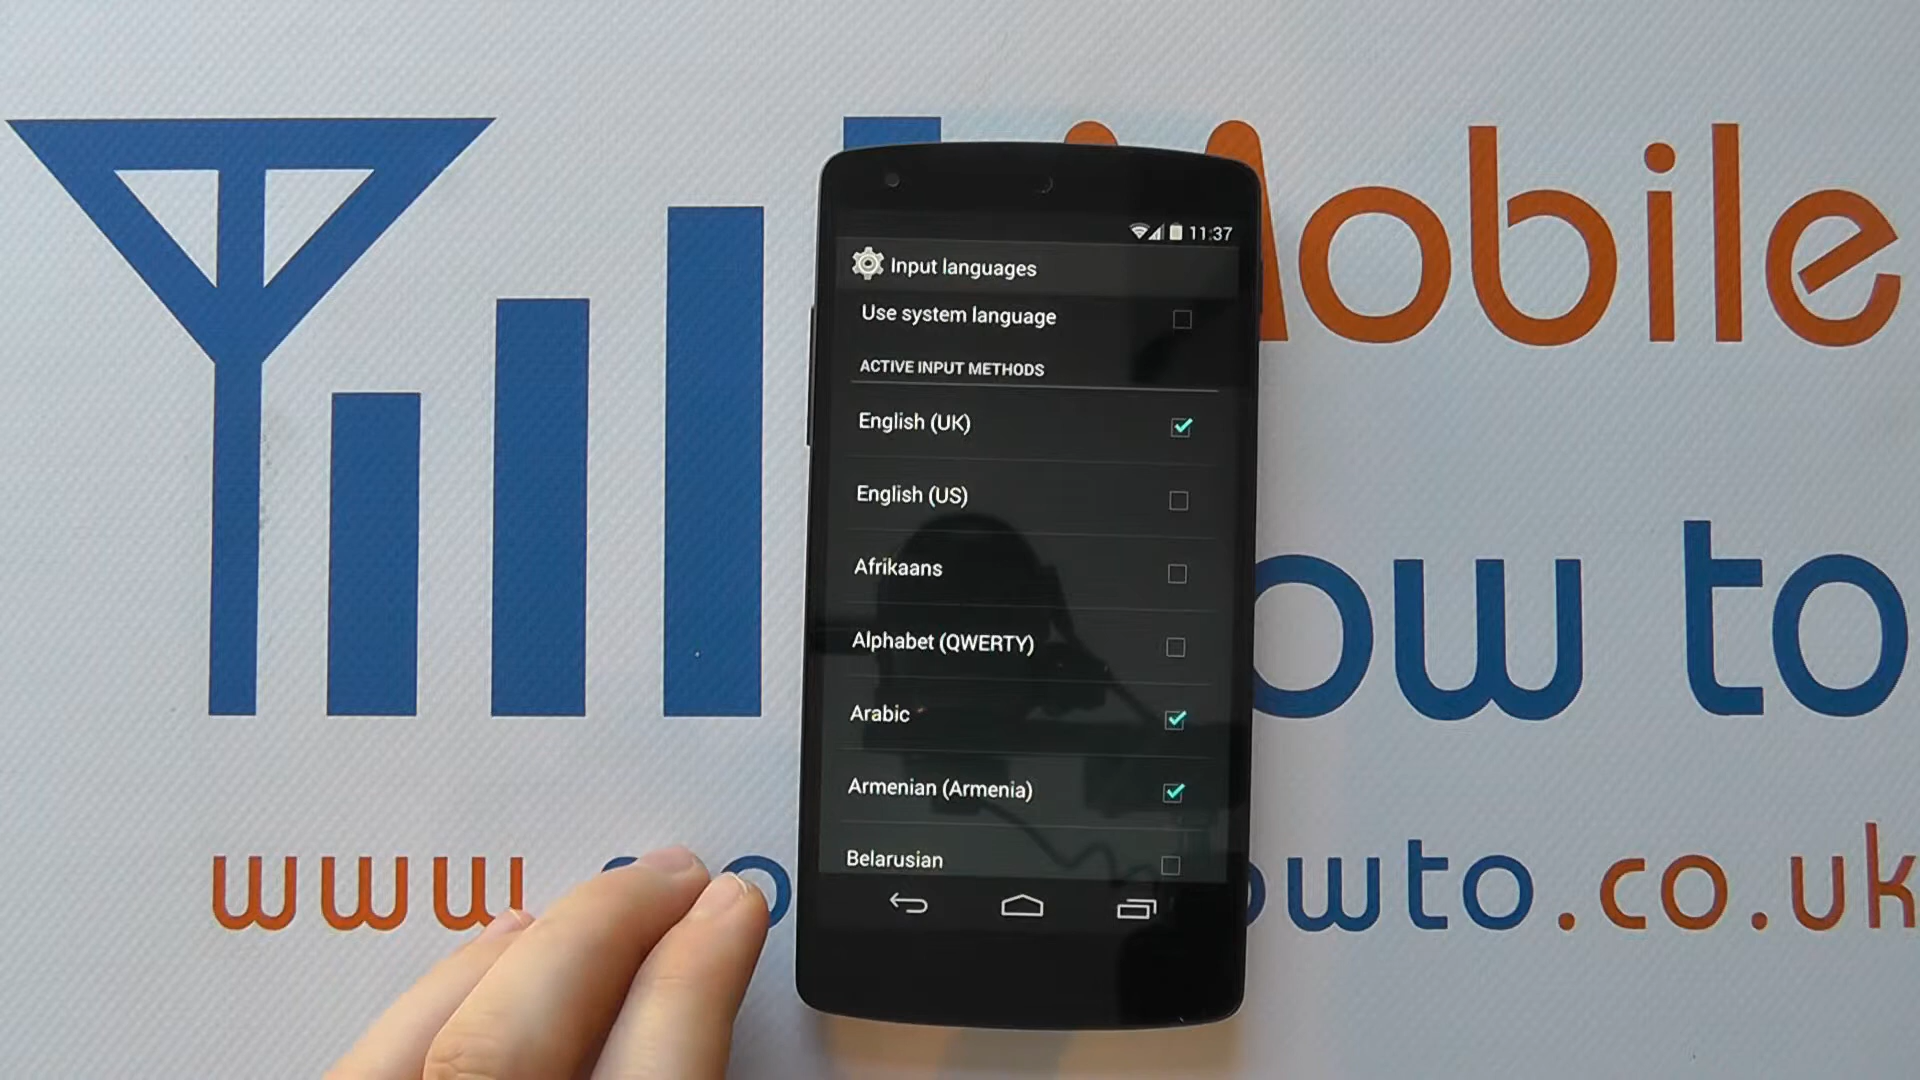 Mobile
11:37
Input languages
Use system language
ACTIVE INPUT METHODS
English (UK)
English (US)
Afrikaans
Alphabet (QWERTY)
Arabic
Armenian (Armenia)
Belarusian
ow to
www.
owto.co.uk